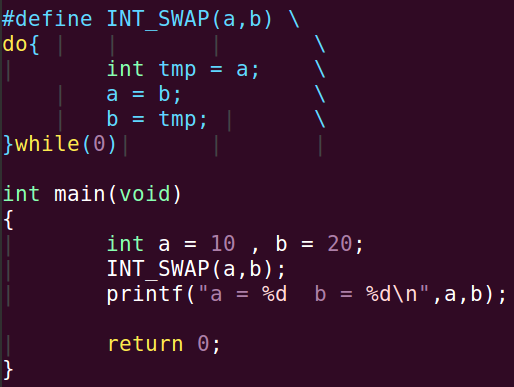 #define INT_SWAP(a,b) \
do{ \
int tmp = a; \
a = b; \
b = tmp; \
}while(0)
int main(void)
{
int a = 10 , b = 20;
INT_SWAP(a,b);
printf("a = %d  b = %d\n",a,b);
return 0;
}